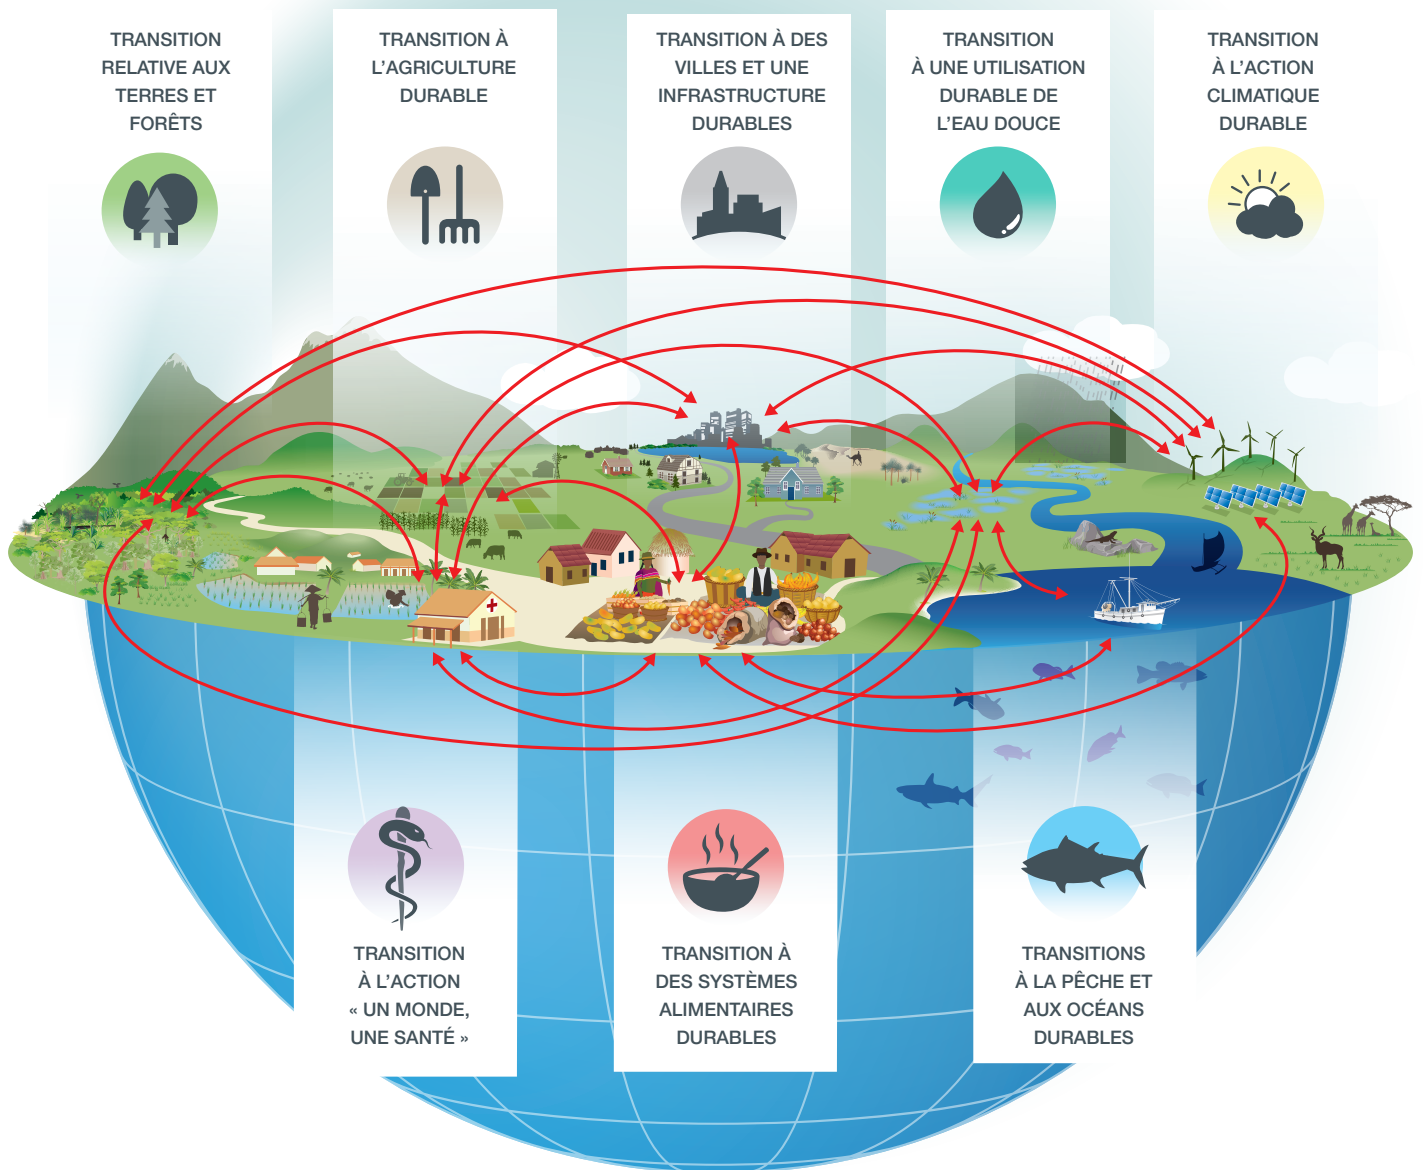 TRANSITION
RELATIVE AUX
TERRES ET
FORÊTS
TRANSITION À
L'AGRICULTURE
DURABLE
TRANSITION À DES
VILLES ET UNE
INFRASTRUCTURE
DURABLES
TRANSITION
À UNE UTILISATION
DURABLE DE
L'EAU DOUCE
TRANSITION
À L'ACTION
CLIMATIQUE
DURABLE
TRANSITION
À L'ACTION
« UN MONDE,
UNE SANTÉ »
TRANSITION À
DES SYSTÈMES
ALIMENTAIRES
DURABLES
TRANSITIONS
À LA PÊCHE ET
AUX OCÉANS
DURABLES